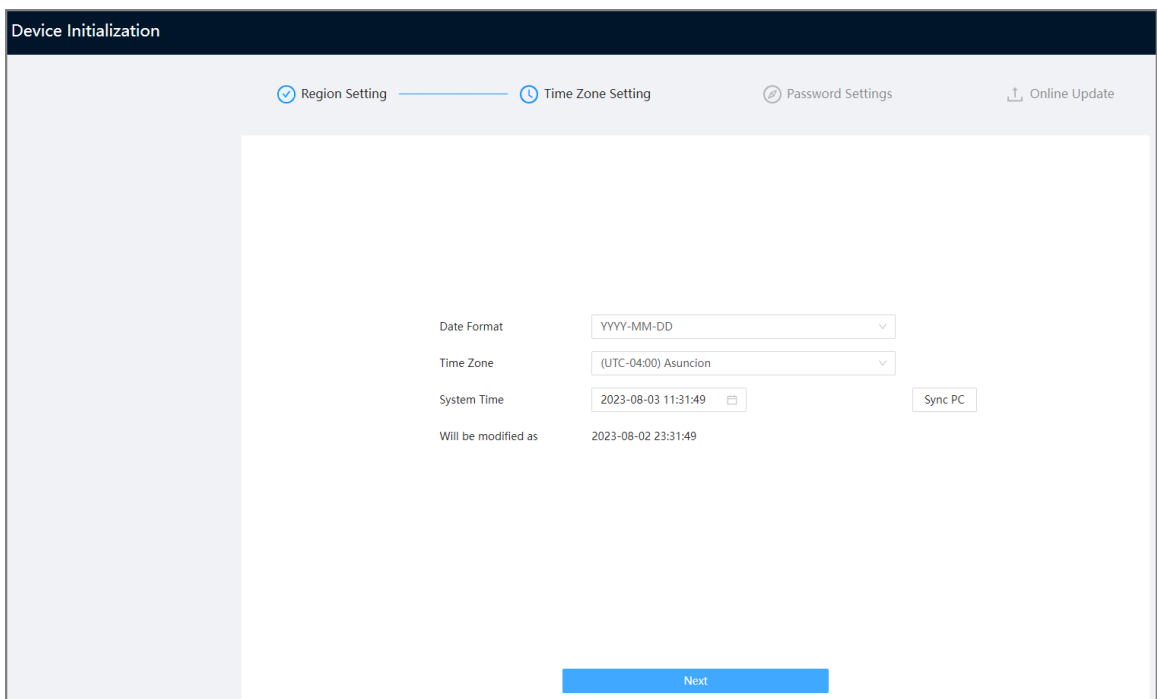 Device Initialization
Region Setting Time Zone Setting Password Settings Online Update
Date Format YYYY-MM-DD
Time Zone (UTC-04:00) Asuncion
System Time 2023-08-03 11:31:49 Sync PC
Will be modified as 2023-08-02 23:31:49
Next